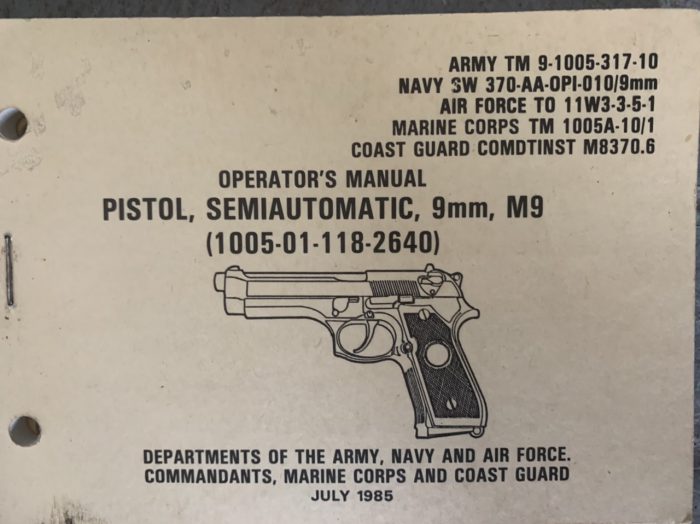 ARMY TM 9-1005-317-10
NAVY SW 370-AA-OPI-010/9mm
AIR FORCE TO 11W3-3-5-1
MARINE CORPS TM 1005A-10/1
COAST GUARD COMDTINST M8370.6
OPERATOR'S MANUAL
PISTOL, SEMIAUTOMATIC, 9mm, M9
(1005-01-118-2640)
DEPARTMENTS OF THE ARMY, NAVY AND AIR FORCE.
COMMANDANTS, MARINE CORPS AND COAST GUARD
JULY 1985